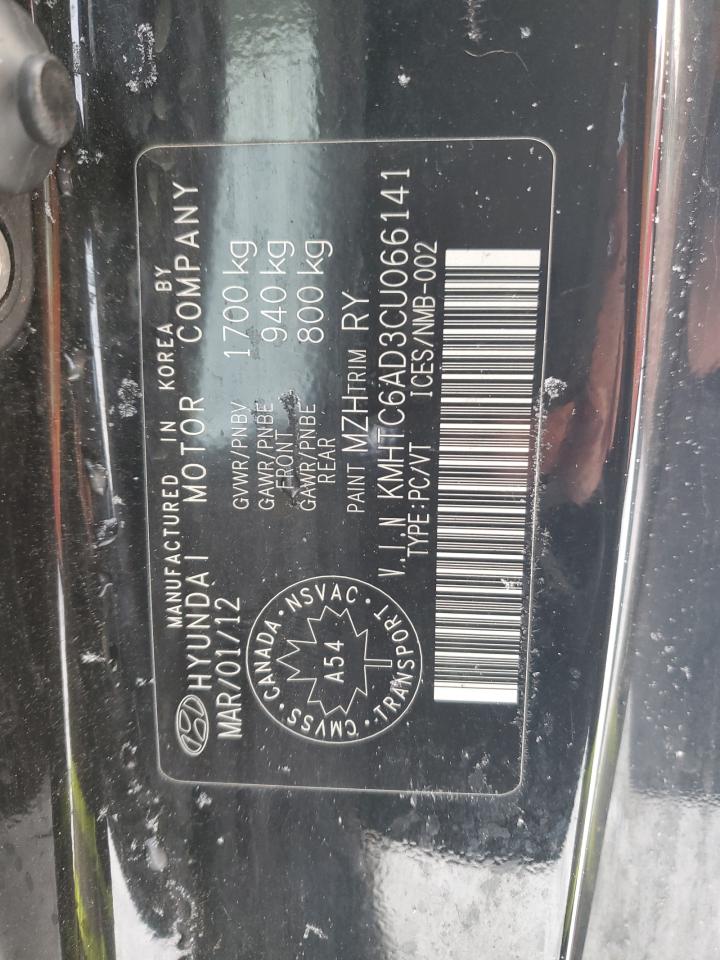 MANUFACTURED IN KOREA BY
HYUNDAI MOTOR COMPANY
MAR/01/12
GVWR/PNBV 1700 kg
GAWR/PNBE FRONT 940 kg
GAWR/PNBE REAR 800 kg
CMVSS · CANADA · NSVAC · TRANSPORT ·
A54
PAINT MZH TRIM RY
V.I.N KMHTC6AD3CU066141
TYPE:PC/VT ICES/NMB-002